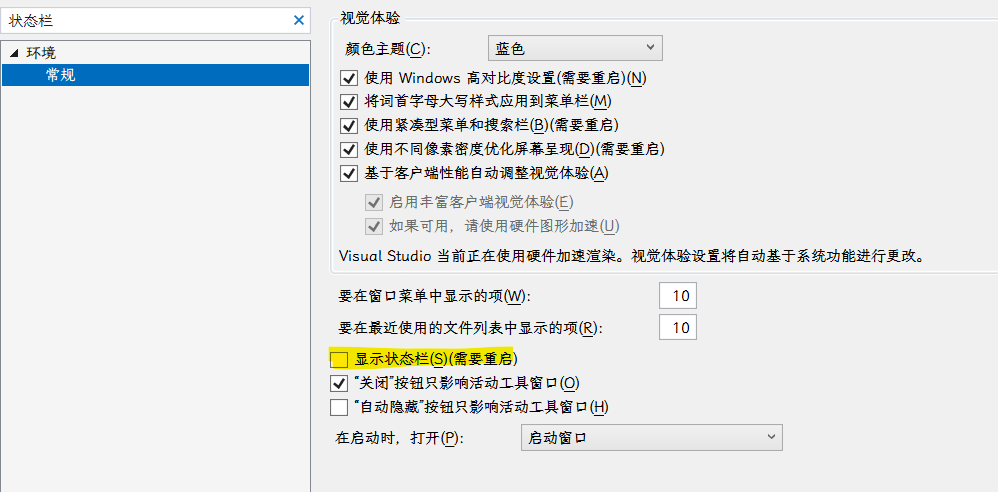 状态栏
环境
常规
视觉体验
颜色主题(C): 蓝色
使用 Windows 高对比度设置(需要重启)(N)
将词首字母大写样式应用到菜单栏(M)
使用紧凑型菜单和搜索栏(B)(需要重启)
使用不同像素密度优化屏幕呈现(D)(需要重启)
基于客户端性能自动调整视觉体验(A)
启用丰富客户端视觉体验(E)
如果可用，请使用硬件图形加速(U)
Visual Studio 当前正在使用硬件加速渲染。视觉体验设置将自动基于系统功能进行更改。
要在窗口菜单中显示的项(W): 10
要在最近使用的文件列表中显示的项(R): 10
显示状态栏(S)(需要重启)
“关闭”按钮只影响活动工具窗口(O)
“自动隐藏”按钮只影响活动工具窗口(H)
在启动时，打开(P): 启动窗口